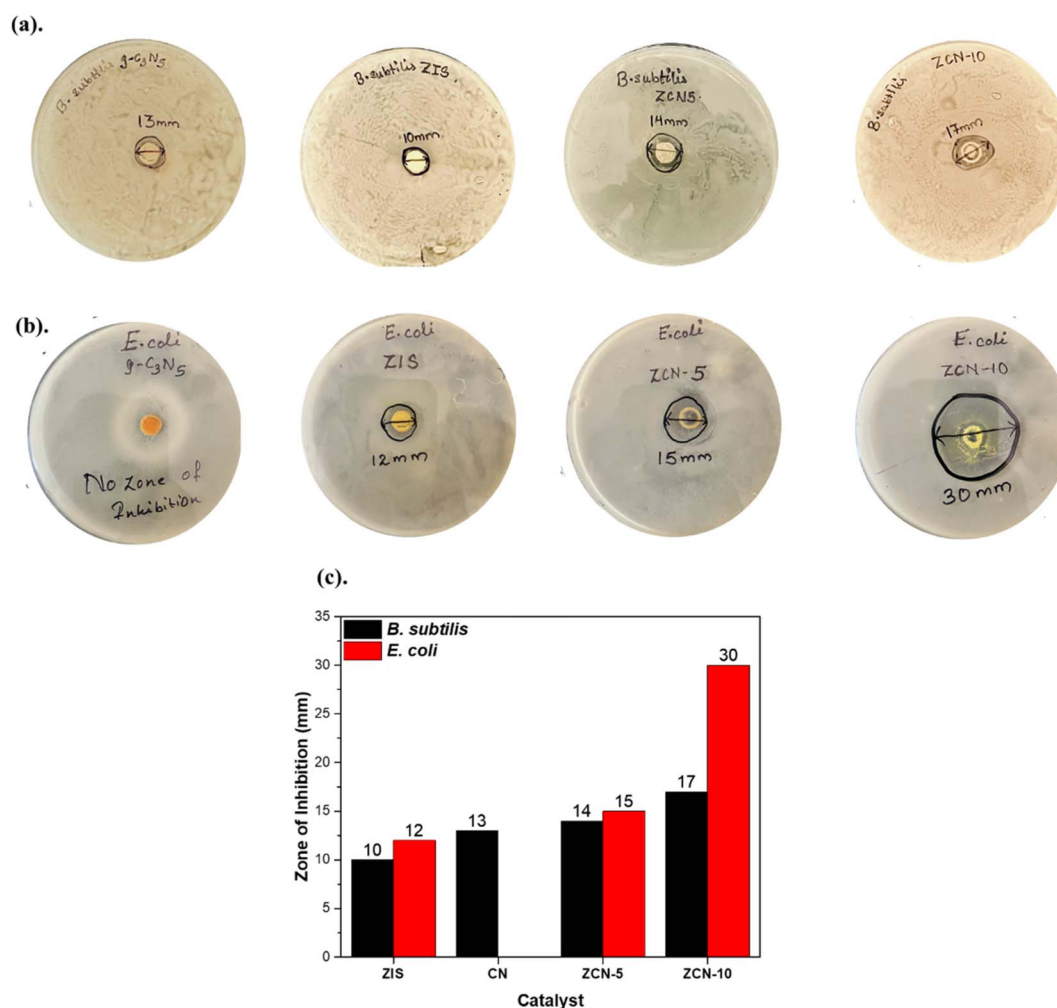 (a).
B. subtilis g-C3N5
13mm
B. subtilis ZIS
10mm
B. subtilis
ZCN5
14mm
B. subtilis
ZCN-10
17mm
(b).
E. coli
g-C3N5
No Zone of
Inhibition
E. coli
ZIS
12mm
E. coli
ZCN-5
15mm
E. coli
ZCN-10
30mm
(c).
35
30
25
20
15
10
5
0
Zone of Inhibition (mm)
B. subtilis
E. coli
10
12
13
14
15
17
30
ZIS
CN
ZCN-5
ZCN-10
Catalyst